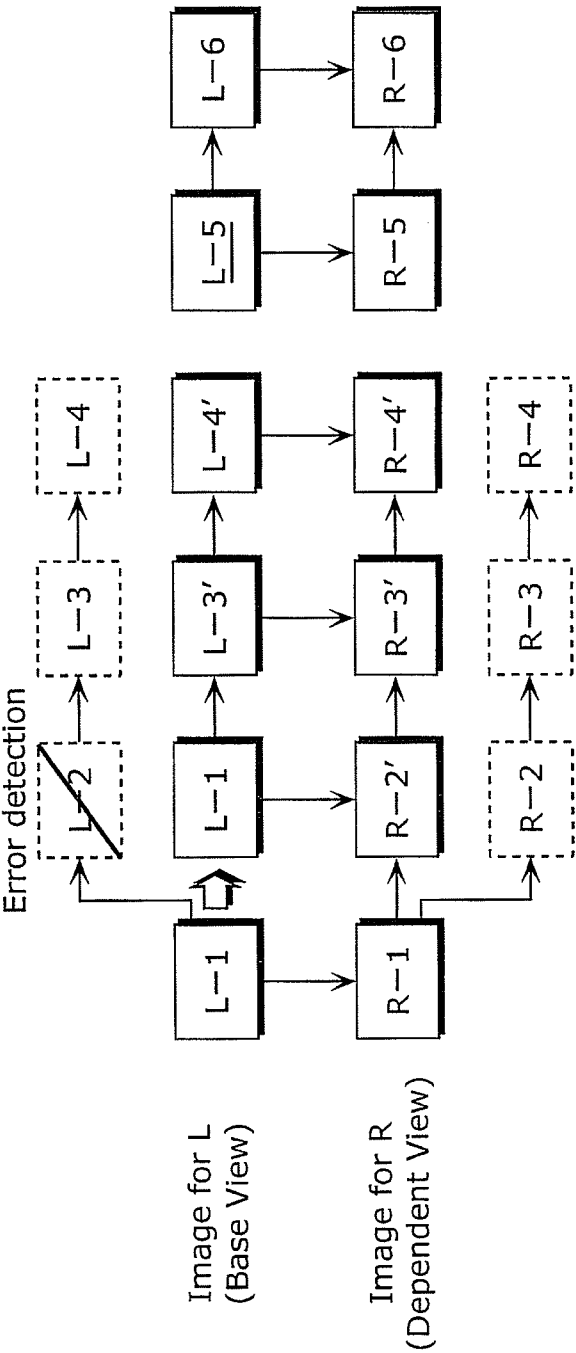 Error detection
L-2
L-3
L-4
Image for L
(Base View)
L-1
L-1
L-3'
L-4'
L-5
L-6
Image for R
(Dependent View)
R-1
R-2'
R-3'
R-4'
R-5
R-6
R-2
R-3
R-4